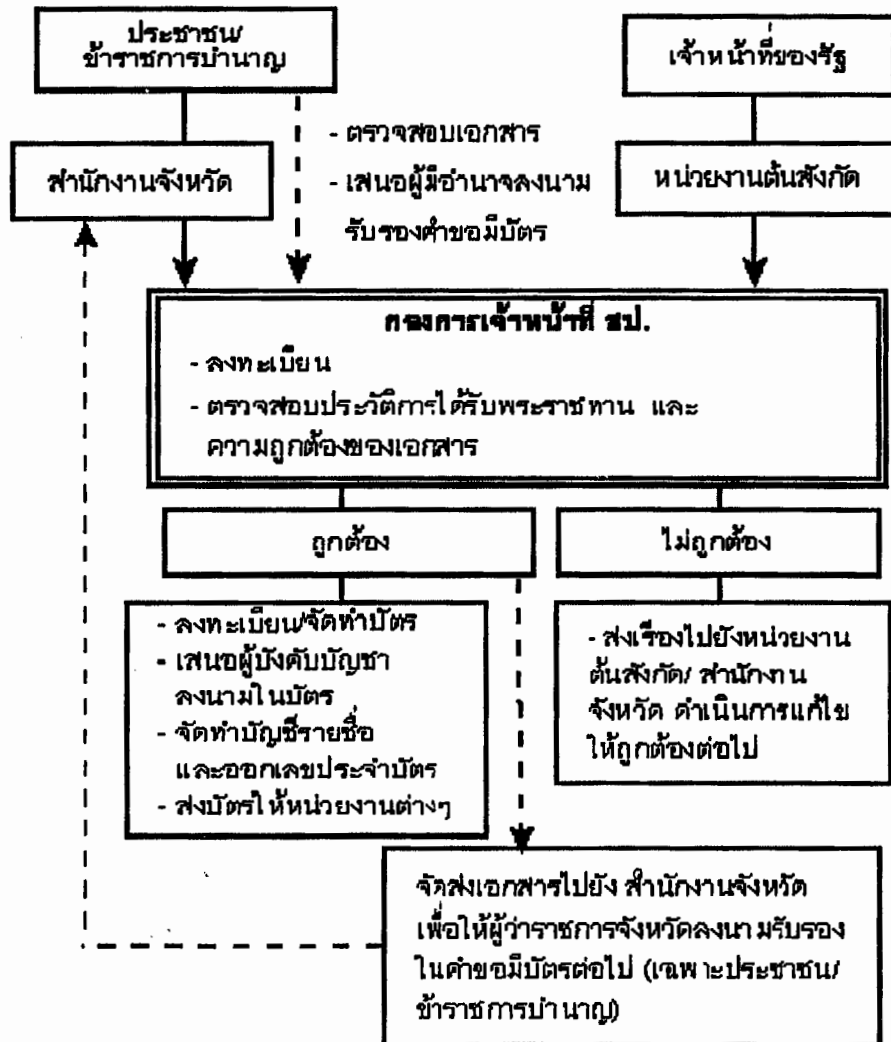 ประชาชน/
ข้าราชการบำนาญ
เจ้าหน้าที่ของรัฐ
สำนักงานจังหวัด
- ตรวจสอบเอกสาร
- เสนอผู้มีอำนาจลงนาม
รับรองคำขอมีบัตร
หน่วยงานต้นสังกัด
กองการเจ้าหน้าที่ สป.
- ลงทะเบียน
- ตรวจสอบประวัติการได้รับพระราชทาน และ
ความถูกต้องของเอกสาร
ถูกต้อง
ไม่ถูกต้อง
- ลงทะเบียน/จัดทำบัตร
- เสนอผู้บังคับบัญชา
ลงนามในบัตร
- จัดทำบัญชีรายชื่อ
และออกเลขประจำบัตร
- ส่งบัตรให้หน่วยงานต่างๆ
- ส่งเรื่องไปยังหน่วยงาน
ต้นสังกัด/ สำนักงาน
จังหวัด ดำเนินการแก้ไข
ให้ถูกต้องต่อไป
จัดส่งเอกสารไปยัง สำนักงานจังหวัด
เพื่อให้ผู้ว่าราชการจังหวัดลงนามรับรอง
ในคำขอมีบัตรต่อไป (เฉพาะประชาชน/
ข้าราชการบำนาญ)